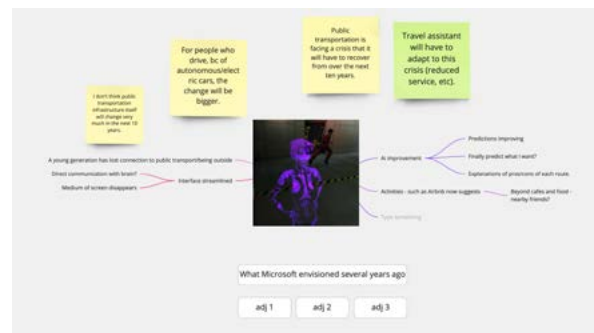 Public
transportation is
facing a crisis that it
will have to recover
from over the next
ten years.
Travel assistant
will have to
adapt to this
crisis (reduced
service, etc).
For people who
drive, bc of
autonomous/elect
ric cars, the
change will be
bigger.
I don't think public
transportation
infrastructure itself
will change very
much in the next 10
years.
A young generation has lost connection to public transport/being outside
Direct communication with brain?
Interface streamlined
Medium of screen disappears
AI improvement
Predictions improving
Finally predict what I want?
Explanations of pros/cons of each route.
Activities - such as Airbnb now suggests
Beyond cafes and food -
nearby friends?
Type something
What Microsoft envisioned several years ago
adj 1
adj 2
adj 3